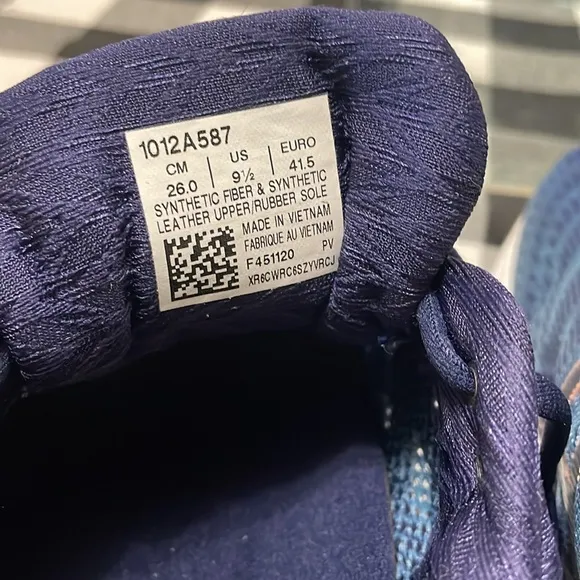 1012A587
CM US EURO
26.0 9½ 41.5
SYNTHETIC FIBER & SYNTHETIC
LEATHER UPPER/RUBBER SOLE
MADE IN VIETNAM
FABRIQUE AU VIETNAM
F451120 PV
XR6CWRC6SZYVRCJ